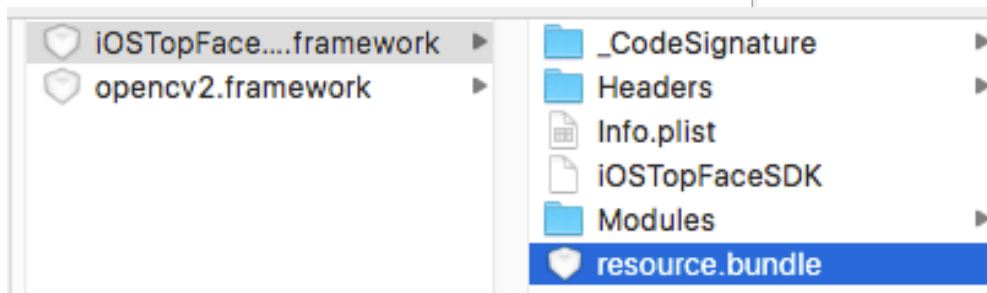 iOSTopFace....framework
opencv2.framework
_CodeSignature
Headers
Info.plist
iOSTopFaceSDK
Modules
resource.bundle